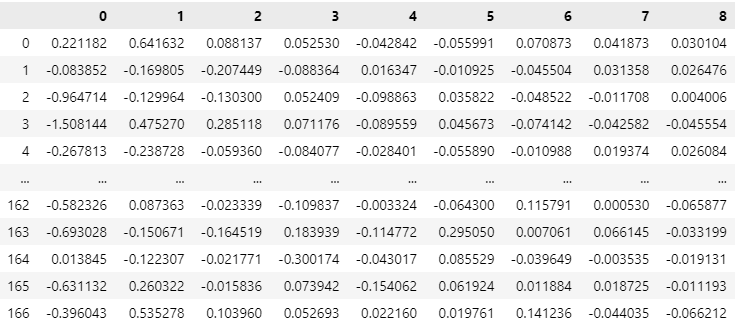 0 1 2 3 4 5 6 7 8
0 0.221182 0.641632 0.088137 0.052530 -0.042842 -0.055991 0.070873 0.041873 0.030104
1 -0.083852 -0.169805 -0.207449 -0.088364 0.016347 -0.010925 -0.045504 0.031358 0.026476
2 -0.964714 -0.129964 -0.130300 0.052409 -0.098863 0.035822 -0.048522 -0.011708 0.004006
3 -1.508144 0.475270 0.285118 0.071176 -0.089559 0.045673 -0.074142 -0.042582 -0.045554
4 -0.267813 -0.238728 -0.059360 -0.084077 -0.028401 -0.055890 -0.010988 0.019374 0.026084
... ... ... ... ... ... ... ... ... ...
162 -0.582326 0.087363 -0.023339 -0.109837 -0.003324 -0.064300 0.115791 0.000530 -0.065877
163 -0.693028 -0.150671 -0.164519 0.183939 -0.114772 0.295050 0.007061 0.066145 -0.033199
164 0.013845 -0.122307 -0.021771 -0.300174 -0.043017 0.085529 -0.039649 -0.003535 -0.019131
165 -0.631132 0.260322 -0.015836 0.073942 -0.154062 0.061924 0.011884 0.018725 -0.011193
166 -0.396043 0.535278 0.103960 0.052693 0.022160 0.019761 0.141236 -0.044035 -0.066212